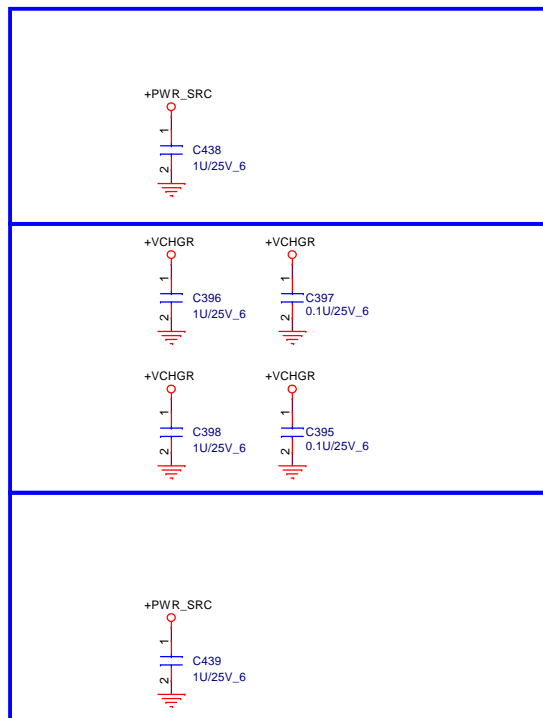 +PWR_SRC
1
C438
1U/25V_6
2
+VCHGR
+VCHGR
1
1
C396
C397
1U/25V_6
0.1U/25V_6
2
2
+VCHGR
+VCHGR
1
1
C398
C395
1U/25V_6
0.1U/25V_6
2
2
+PWR_SRC
1
C439
1U/25V_6
2